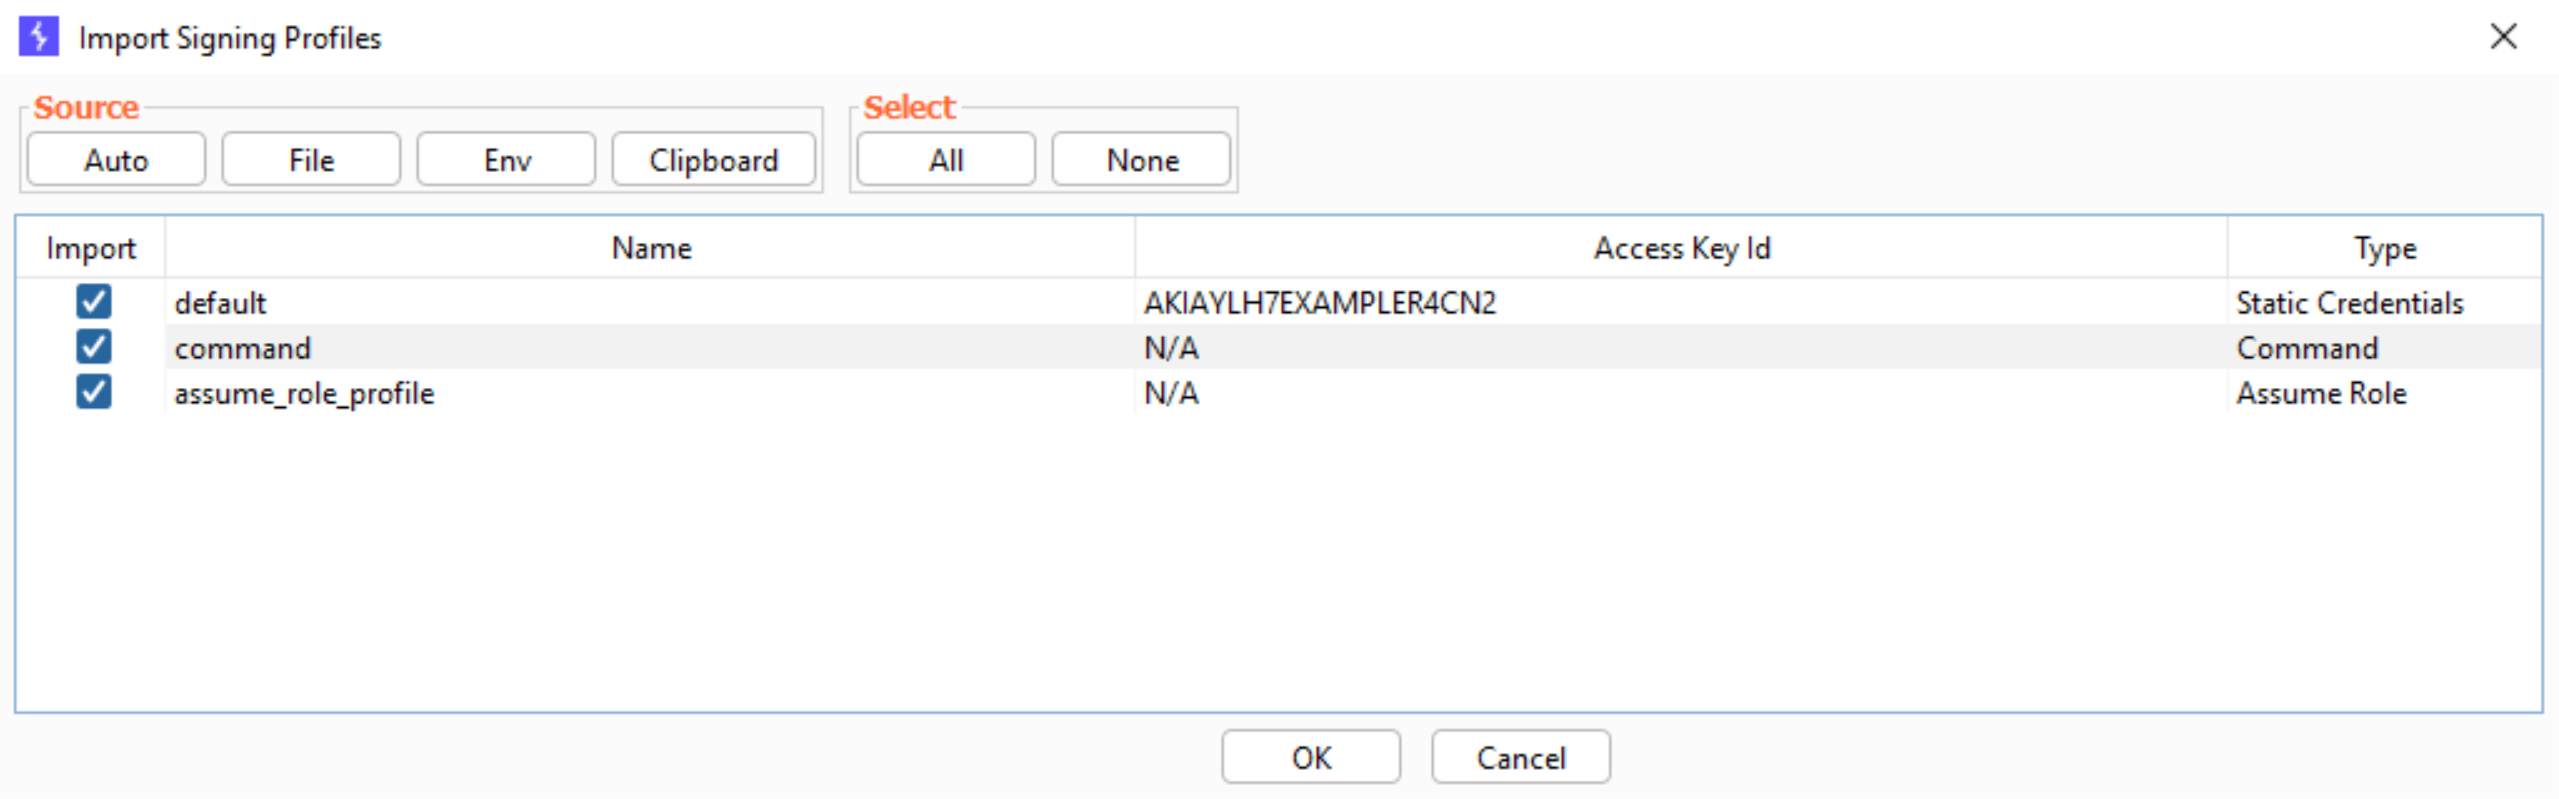 Import Signing Profiles
Source Select
Auto File Env Clipboard All None
Import Name Access Key Id Type
default AKIAYLH7EXAMPLER4CN2 Static Credentials
command N/A Command
assume_role_profile N/A Assume Role
OK Cancel